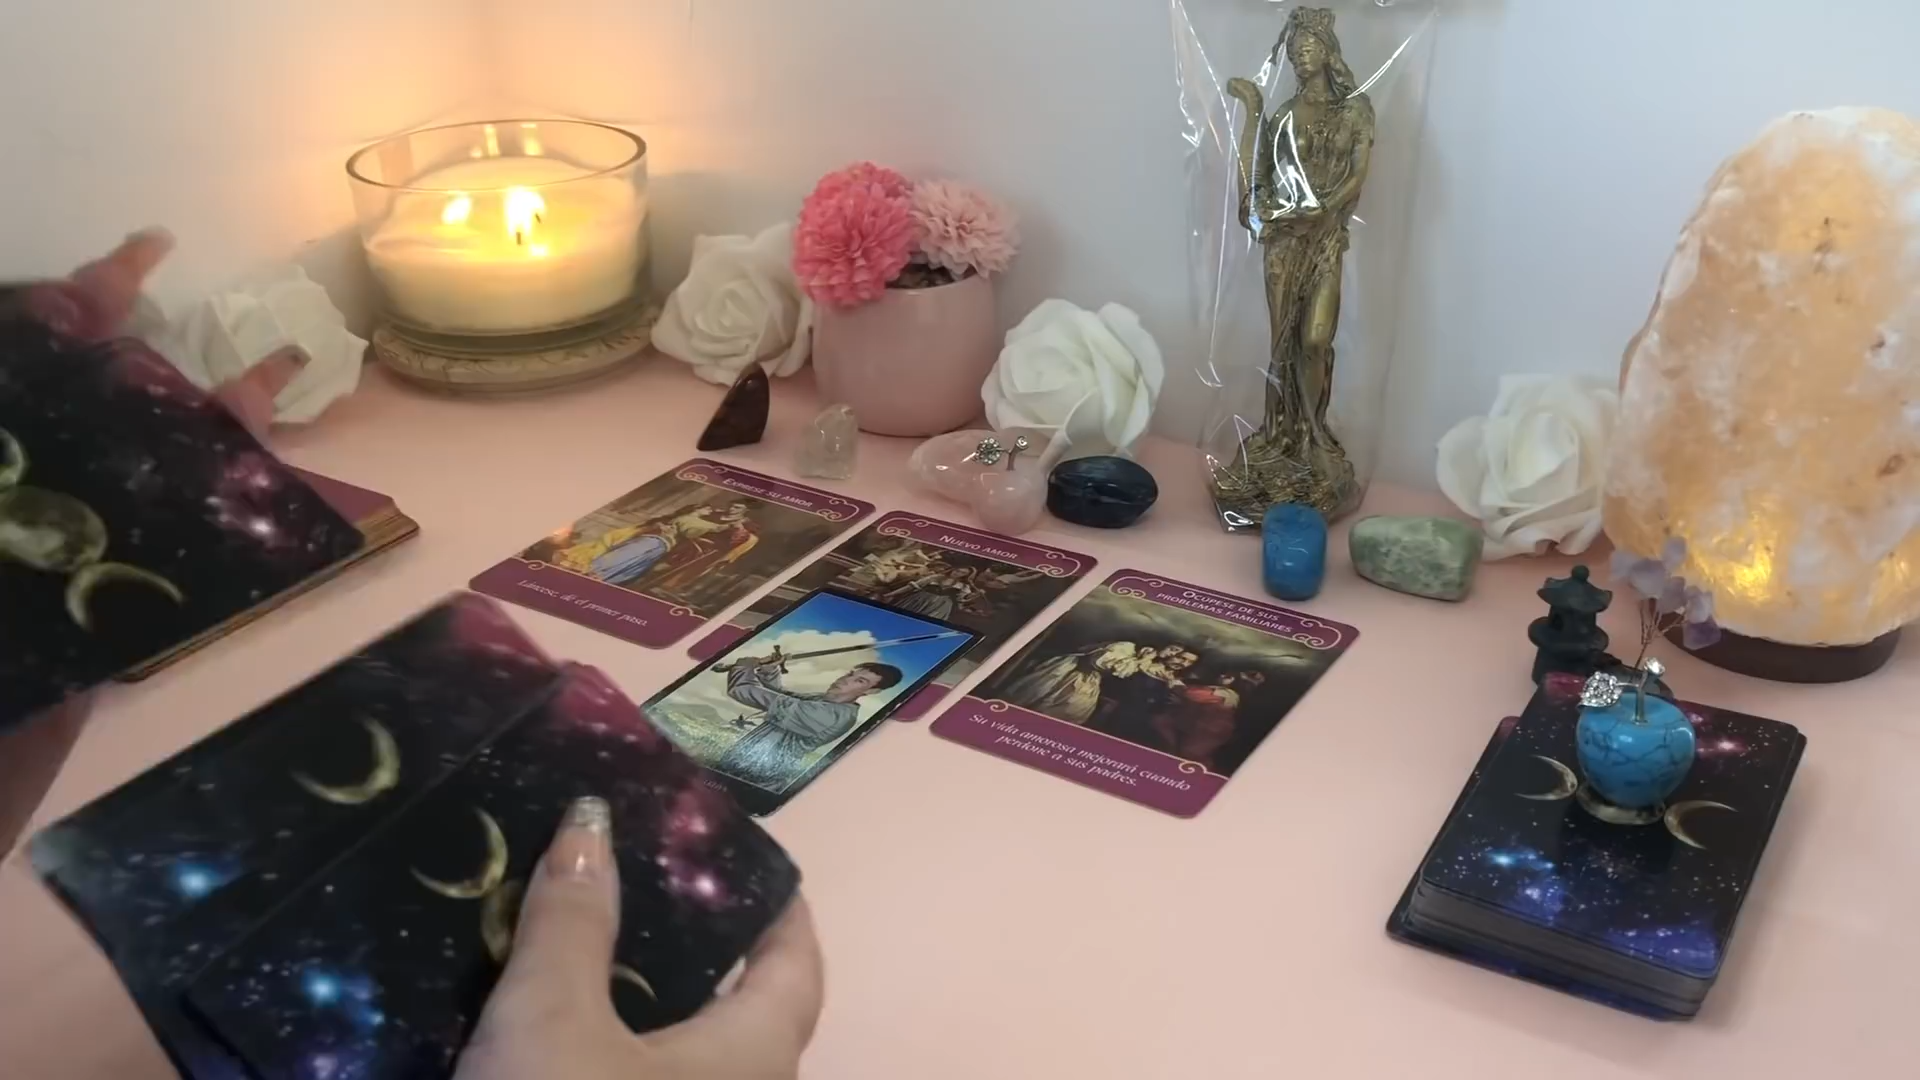 EXPRESE SU AMOR
Láncese, dé el primer paso.
NUEVO AMOR
OCÚPESE DE SUS
PROBLEMAS FAMILIARES
Su vida amorosa mejorará cuando
perdone a sus padres.